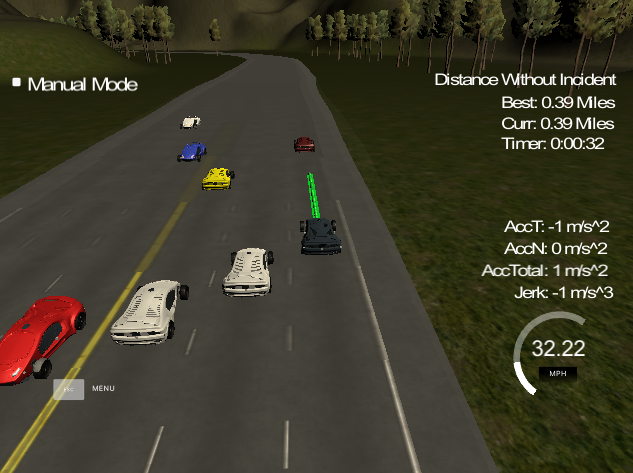 Manual Mode
Distance Without Incident
Best: 0.39 Miles
Curr: 0.39 Miles
Timer: 0:00:32
AccT: -1 m/s^2
AccN: 0 m/s^2
AccTotal: 1 m/s^2
Jerk: -1 m/s^3
32.22
MPH
MENU